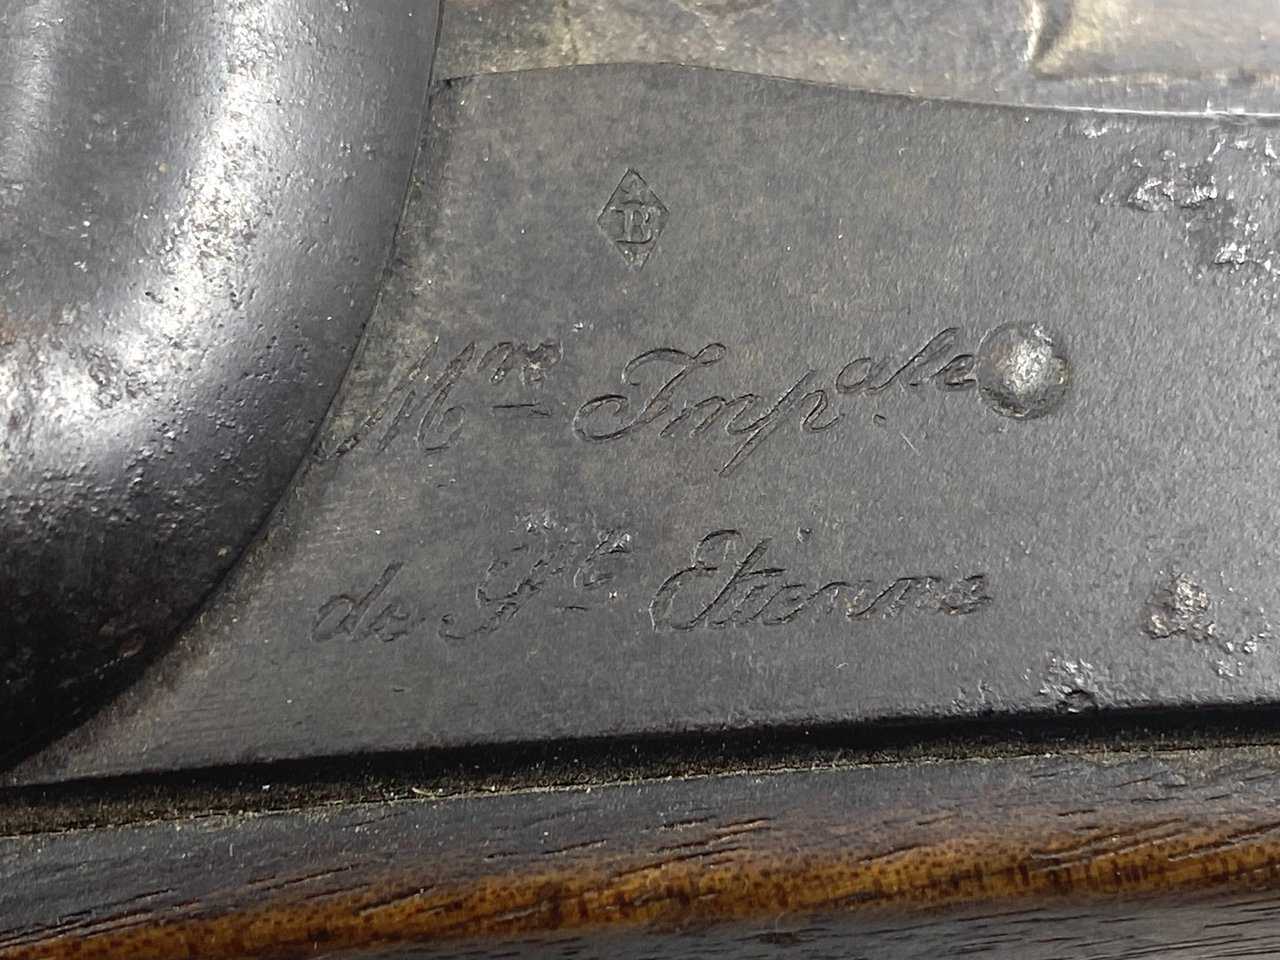 B
Mre Impale
de St Etienne